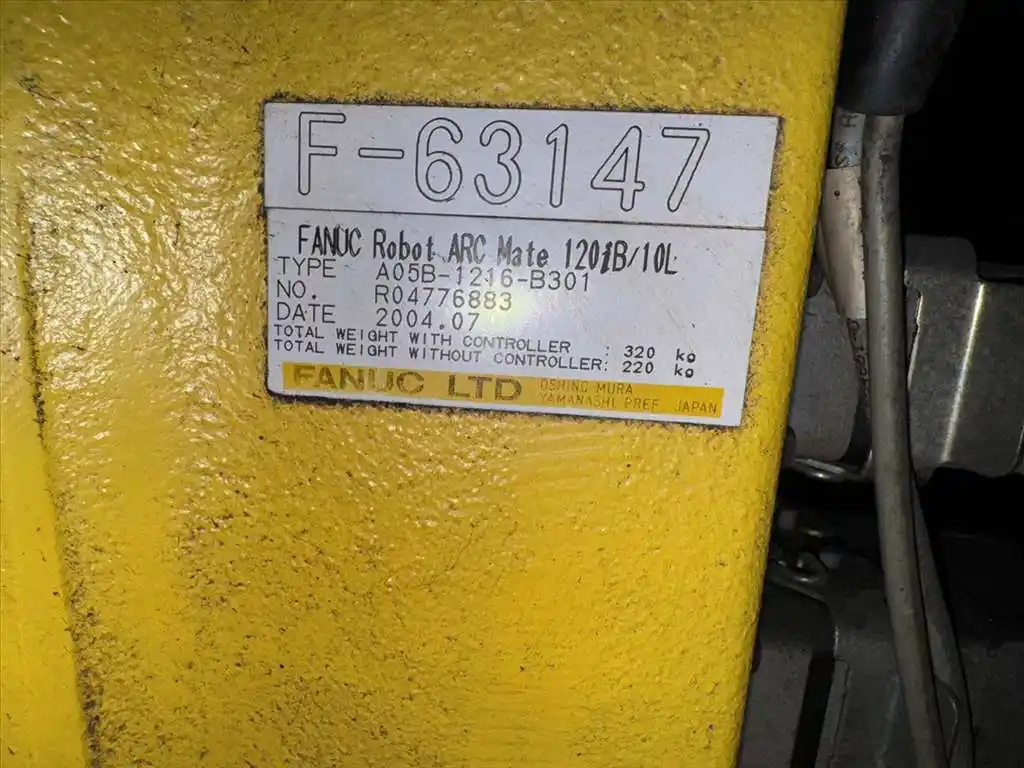 F-63147
FANUC Robot ARC Mate 120iB/10L
TYPE A05B-1216-B301
NO. R04776883
DATE 2004.07
TOTAL WEIGHT WITH CONTROLLER : 320 kg
TOTAL WEIGHT WITHOUT CONTROLLER: 220 kg
FANUC LTD
OSHINO MURA
YAMANASHI PREF. JAPAN